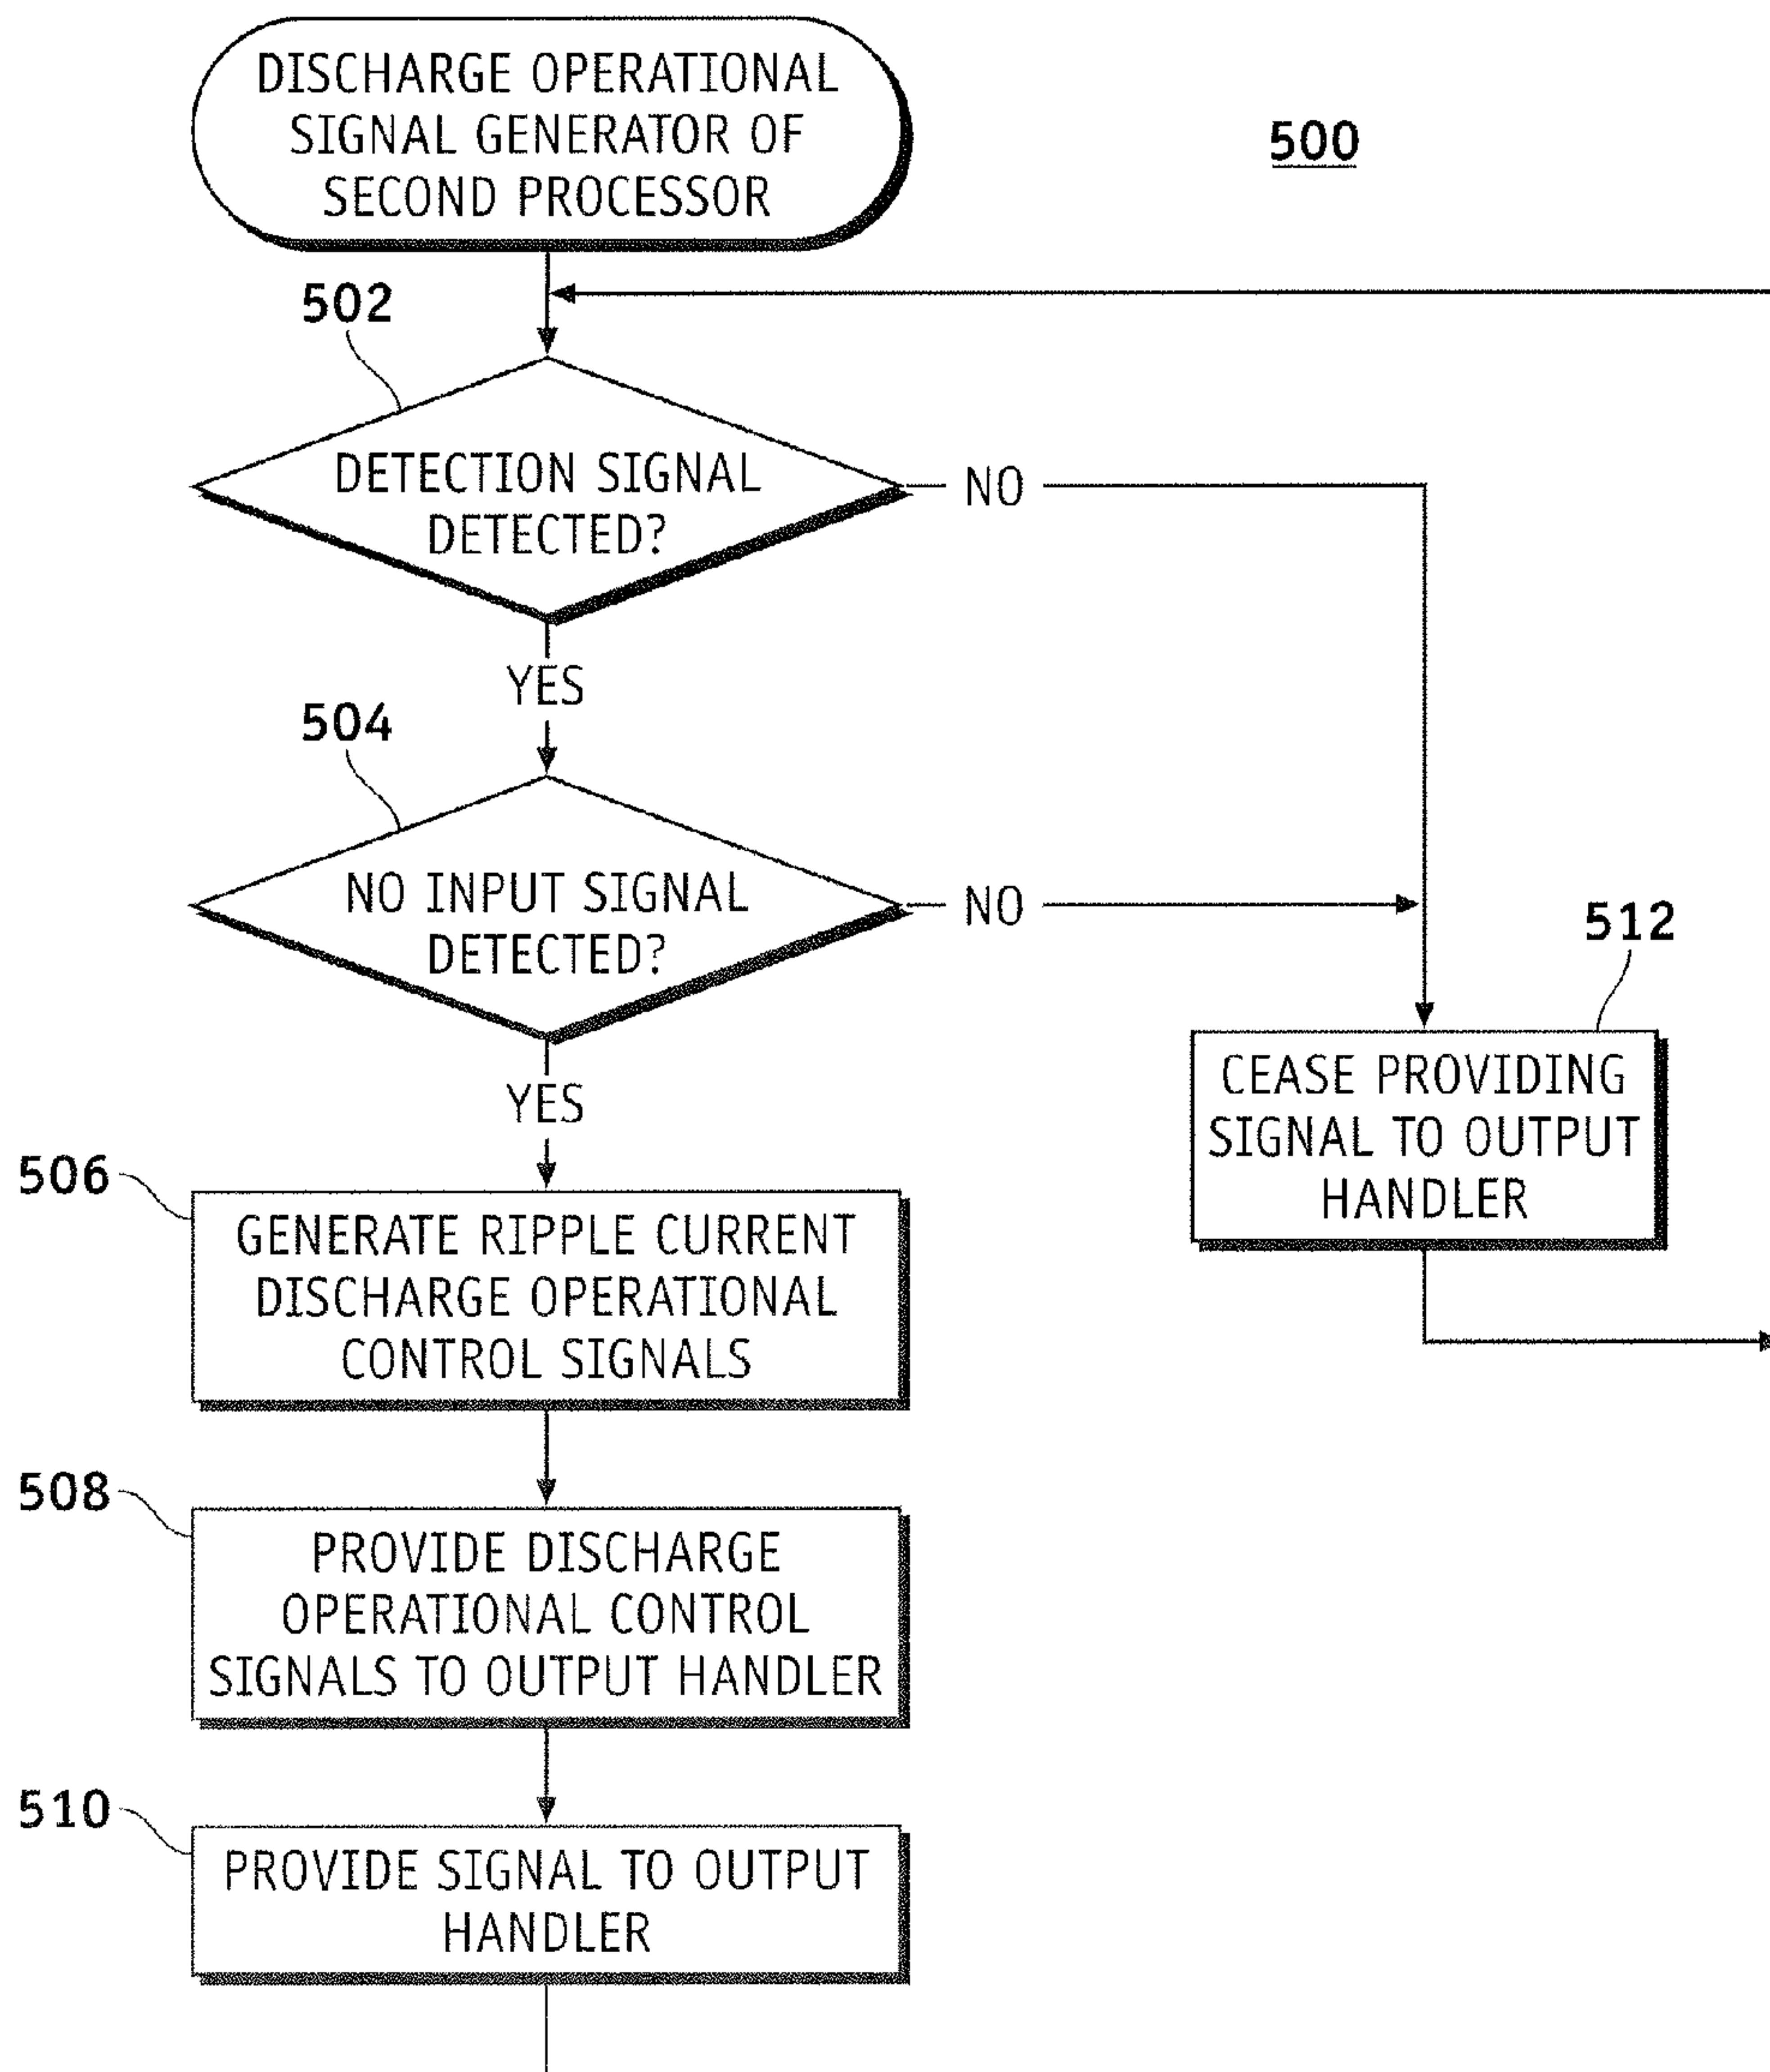 DISCHARGE OPERATIONAL
SIGNAL GENERATOR OF
SECOND PROCESSOR
500
502
DETECTION SIGNAL
DETECTED?
NO
YES
504
NO INPUT SIGNAL
DETECTED?
NO
512
YES
CEASE PROVIDING
SIGNAL TO OUTPUT
HANDLER
506
GENERATE RIPPLE CURRENT
DISCHARGE OPERATIONAL
CONTROL SIGNALS
508
PROVIDE DISCHARGE
OPERATIONAL CONTROL
SIGNALS TO OUTPUT HANDLER
510
PROVIDE SIGNAL TO OUTPUT
HANDLER